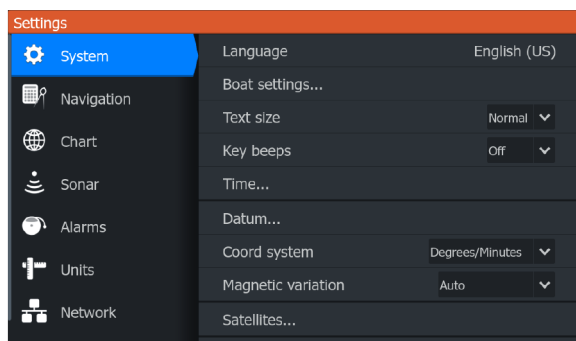 Settings
System
Navigation
Chart
Sonar
Alarms
Units
Network
Language English (US)
Boat settings...
Text size Normal
Key beeps Off
Time...
Datum...
Coord system Degrees/Minutes
Magnetic variation Auto
Satellites...